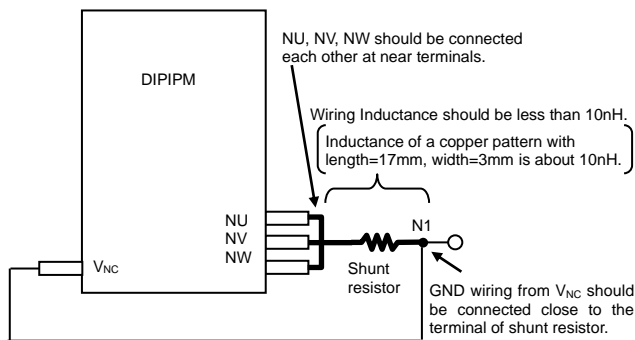 NU, NV, NW should be connected
each other at near terminals.
DIPIPM
Wiring Inductance should be less than 10nH.
Inductance of a copper pattern with
length=17mm, width=3mm is about 10nH.
NU
NV
NW
N1
VNC
Shunt
resistor
GND wiring from VNC should
be connected close to the
terminal of shunt resistor.